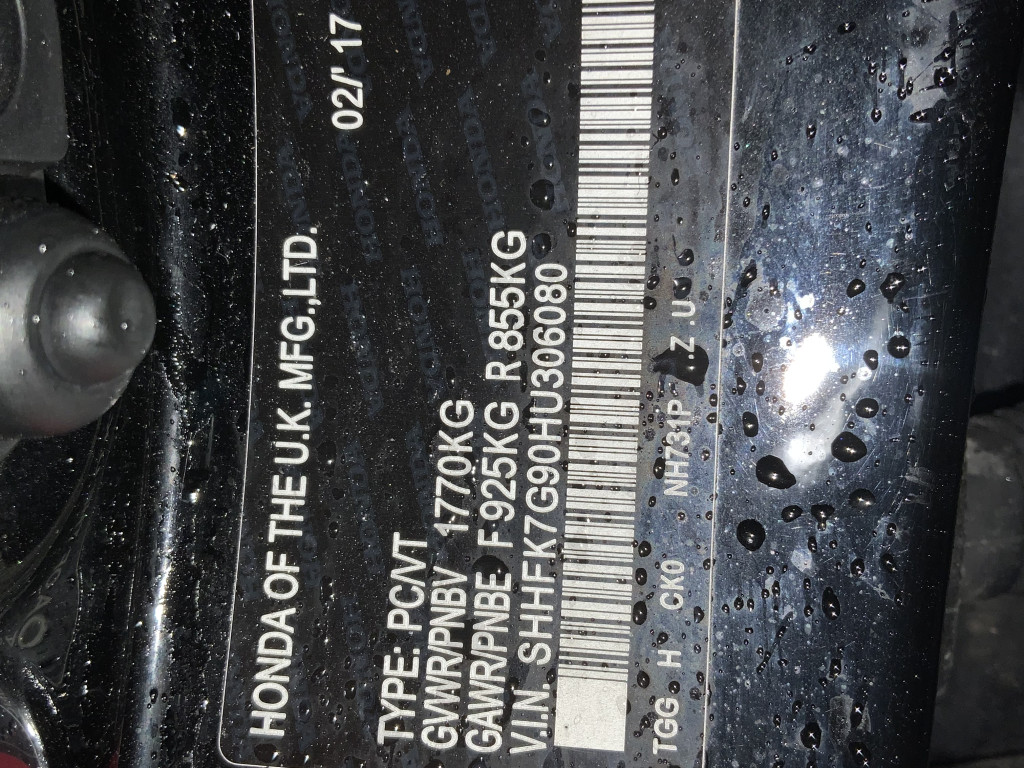 HONDA OF THE U.K. MFG.,LTD.
02/'17
TYPE: PC/VT
GVWR/PNBV 1770KG
GAWR/PNBE F 925KG R 855KG
V.I.N. SHHFK7G90HU306080
TGG H CK0 NH731P .Z .U